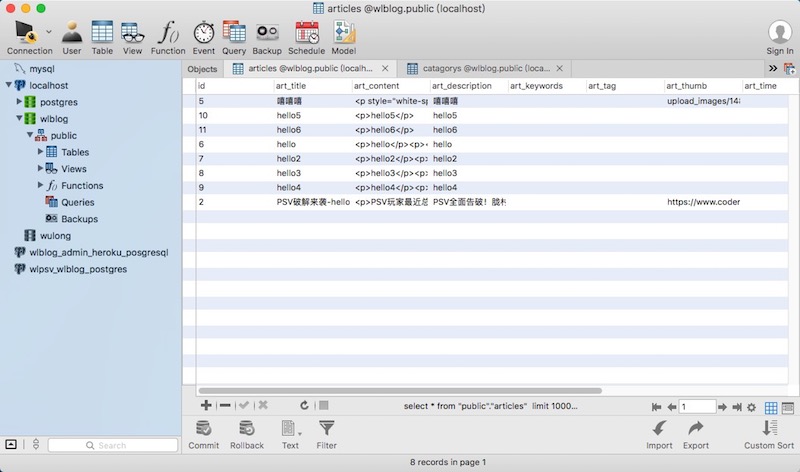 articles @wlblog.public (localhost)
Connection User Table View Function Event Query Backup Schedule Model Sign In
Objects articles @wlblog.public (localh... catagorys @wlblog.public (loca...
mysql
localhost
postgres
wlblog
public
Tables
Views
Functions
Queries
Backups
wulong
wlblog_admin_heroku_posgresql
wlpsv_wlblog_postgres
id art_title art_content art_description art_keywords art_tag art_thumb art_time
5 嘻嘻嘻 <p style="white-sp 嘻嘻嘻 upload_images/148
10 hello5 <p>hello5</p> hello5
11 hello6 <p>hello6</p> hello6
6 hello <p>hello</p><p>< hello
7 hello2 <p>hello2</p><p> hello2
8 hello3 <p>hello3</p><p> hello3
9 hello4 <p>hello4</p><p> hello4
2 PSV破解来袭-hello <p>PSV玩家最近总 PSV全面告破！ https://www.coder
select * from "public"."articles" limit 1000...
1
Search
Commit Rollback Text Filter Import Export Custom Sort
8 records in page 1